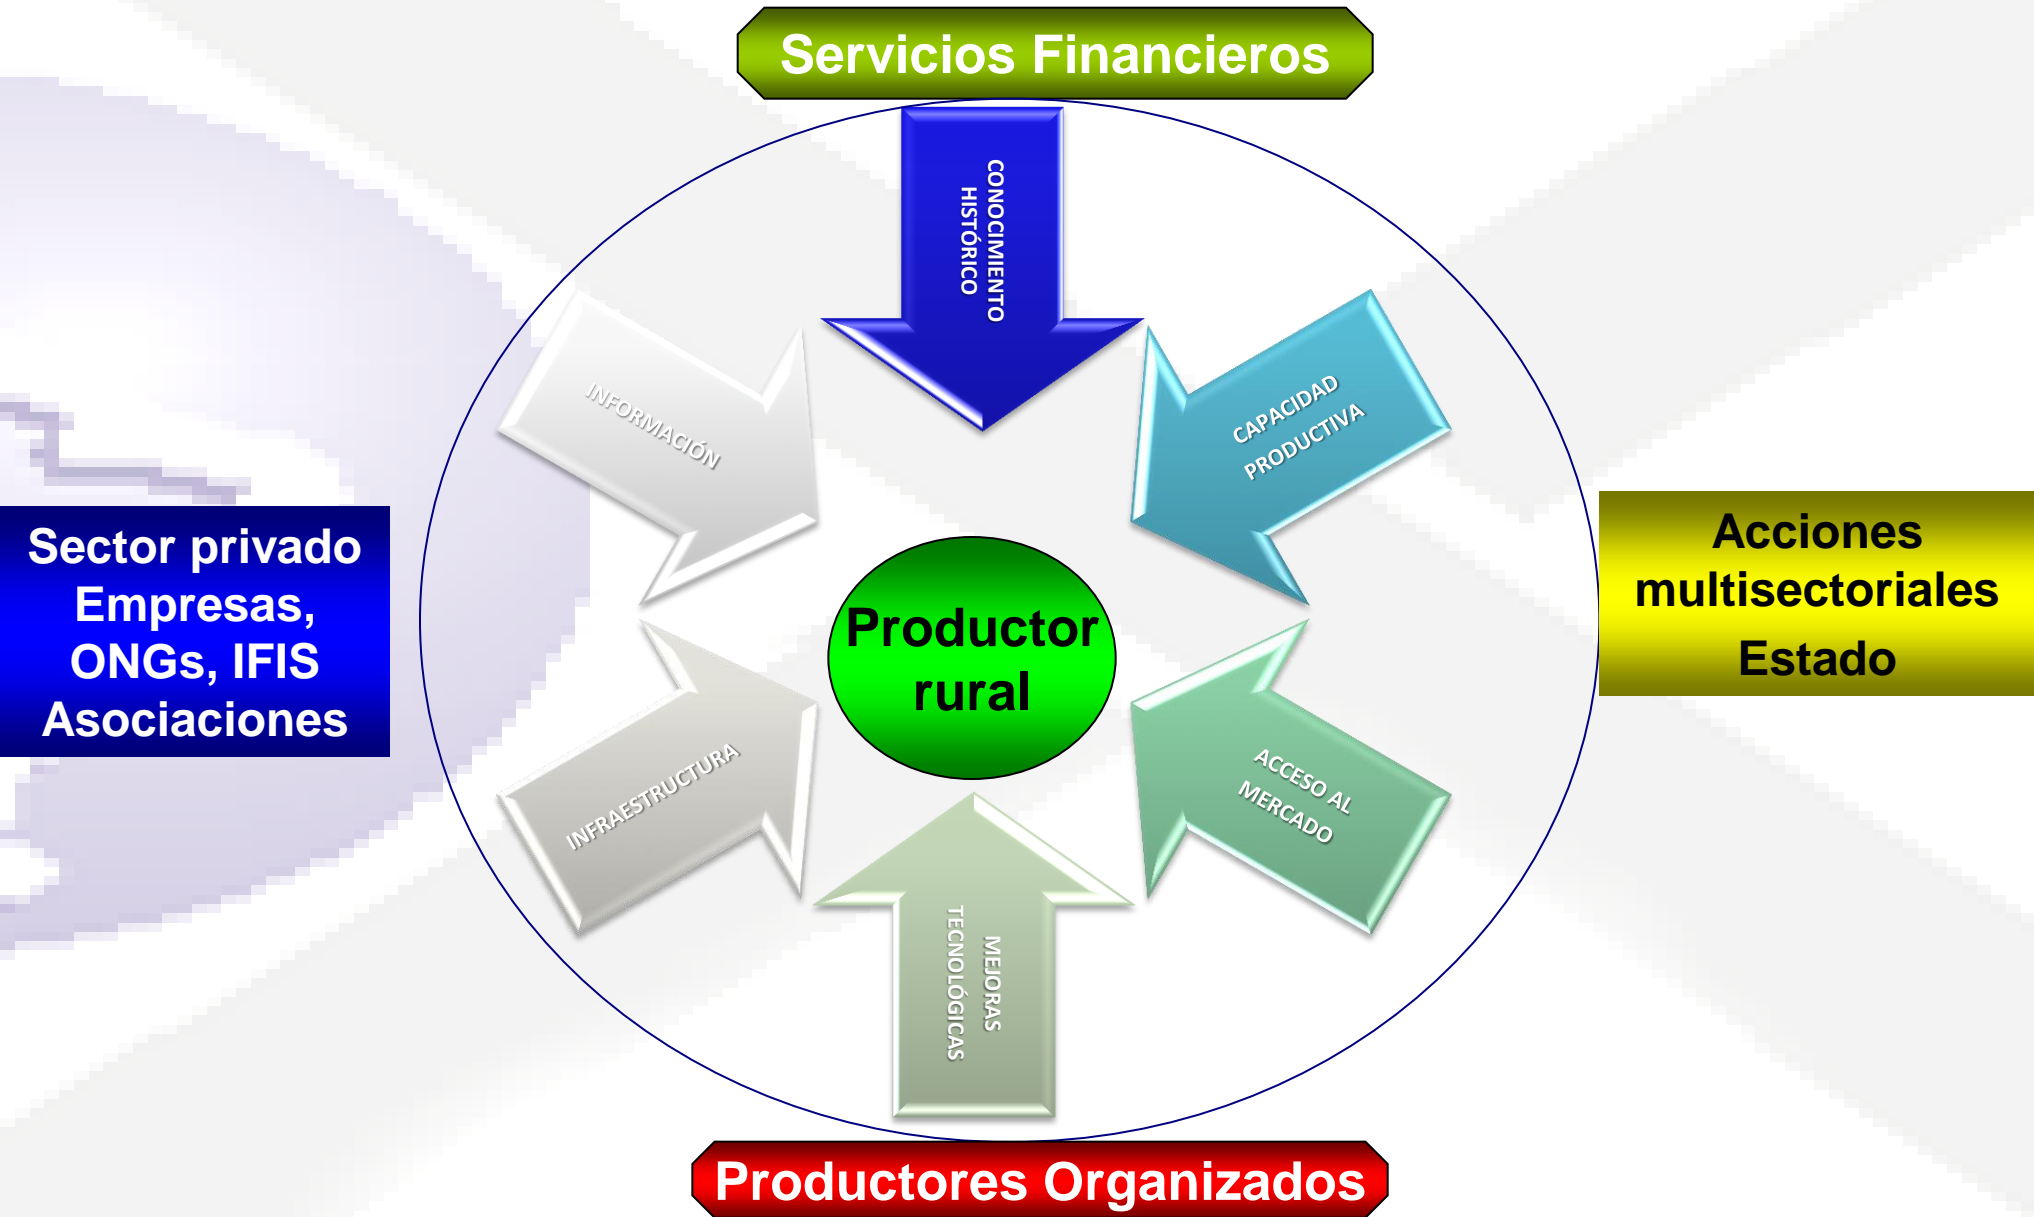 Servicios Financieros
CONOCIMIENTO
HISTÓRICO
INFORMACIÓN
CAPACIDAD
PRODUCTIVA
Sector privado
Empresas,
ONGs, IFIS
Asociaciones
Productor
rural
Acciones
multisectoriales
Estado
INFRAESTRUCTURA
ACCESO AL
MERCADO
MEJORAS
TECNOLÓGICAS
Productores Organizados